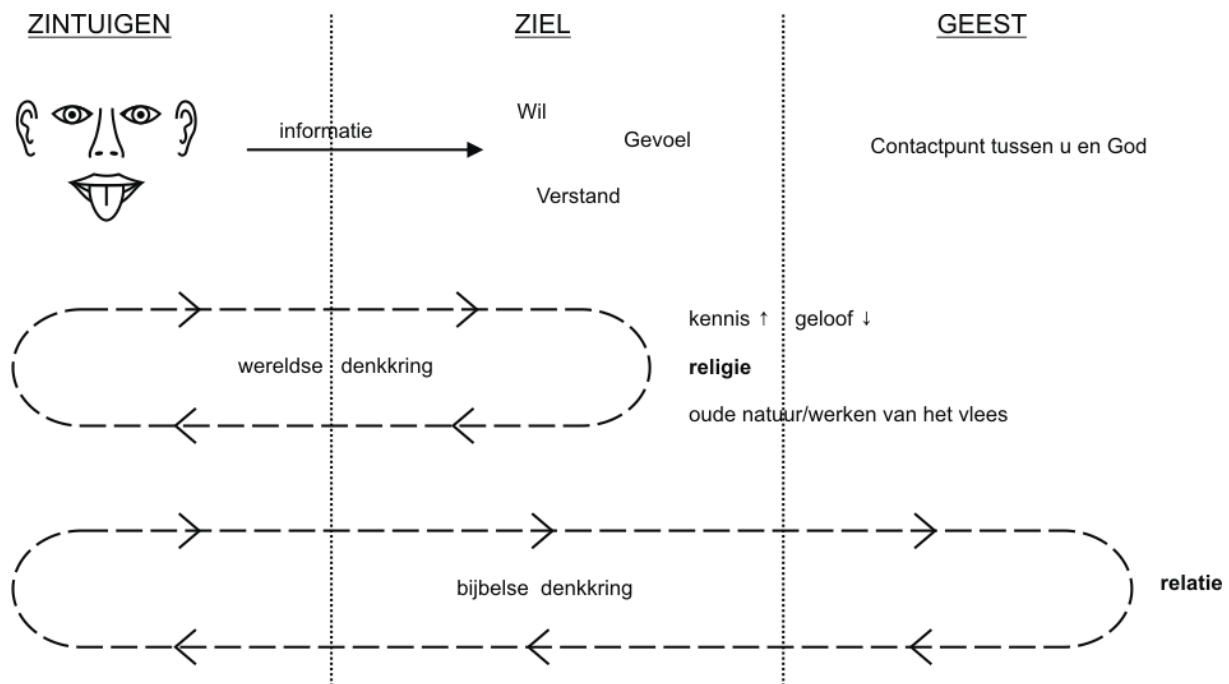 ZINTUIGEN ZIEL GEEST
Wil
informatie
Gevoel
Contactpunt tussen u en God
Verstand
kennis ↑ geloof ↓
wereldse denkkring
religie
oude natuur/werken van het vlees
bijbelse denkkring
relatie